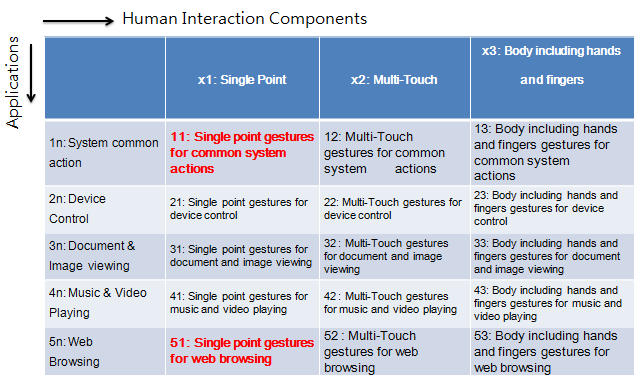 Human Interaction Components
Applications
x1: Single Point
x2: Multi-Touch
x3: Body including hands
and fingers
1n: System common
action
11: Single point gestures
for common system
actions
12: Multi-Touch
gestures for common
system actions
13: Body including hands
and fingers gestures for
common system
actions
2n: Device
Control
21: Single point gestures for
device control
22: Multi-Touch gestures for
device control
23: Body including hands and
fingers gestures for device
control
3n: Document &
Image viewing
31: Single point gestures for
document and image viewing
32 : Multi-Touch gestures
for document and image
viewing
33: Body including hands and
fingers gestures for document
and image viewing
4n: Music & Video
Playing
41: Single point gestures for
music and video playing
42 : Multi-Touch gestures
for music and video playing
43: Body including hands and
fingers gestures for music and
video playing
5n: Web
Browsing
51: Single point gestures
for web browsing
52 : Multi-Touch
gestures for web
browsing
53: Body including hands
and fingers gestures for
web browsing